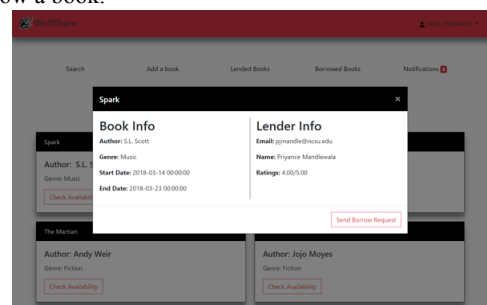 ow a book.
WolfShare
Hello, PRIYANCE
Search Add a book Lended Books Borrowed Books Notifications
Spark ×
Book Info
Author: S.L. Scott
Genre: Music
Start Date: 2018-03-14 00:00:00
End Date: 2018-03-23 00:00:00
Lender Info
Email: pjmandle@ncsu.edu
Name: Priyance Mandlewala
Ratings: 4.00/5.00
Send Borrow Request
Spark
Author: S.L. S
Genre: Music
Check Availabili
The Martian
Author: Andy Weir
Genre: Fiction
Check Availability
Author: Jojo Moyes
Genre: Fiction
Check Availability